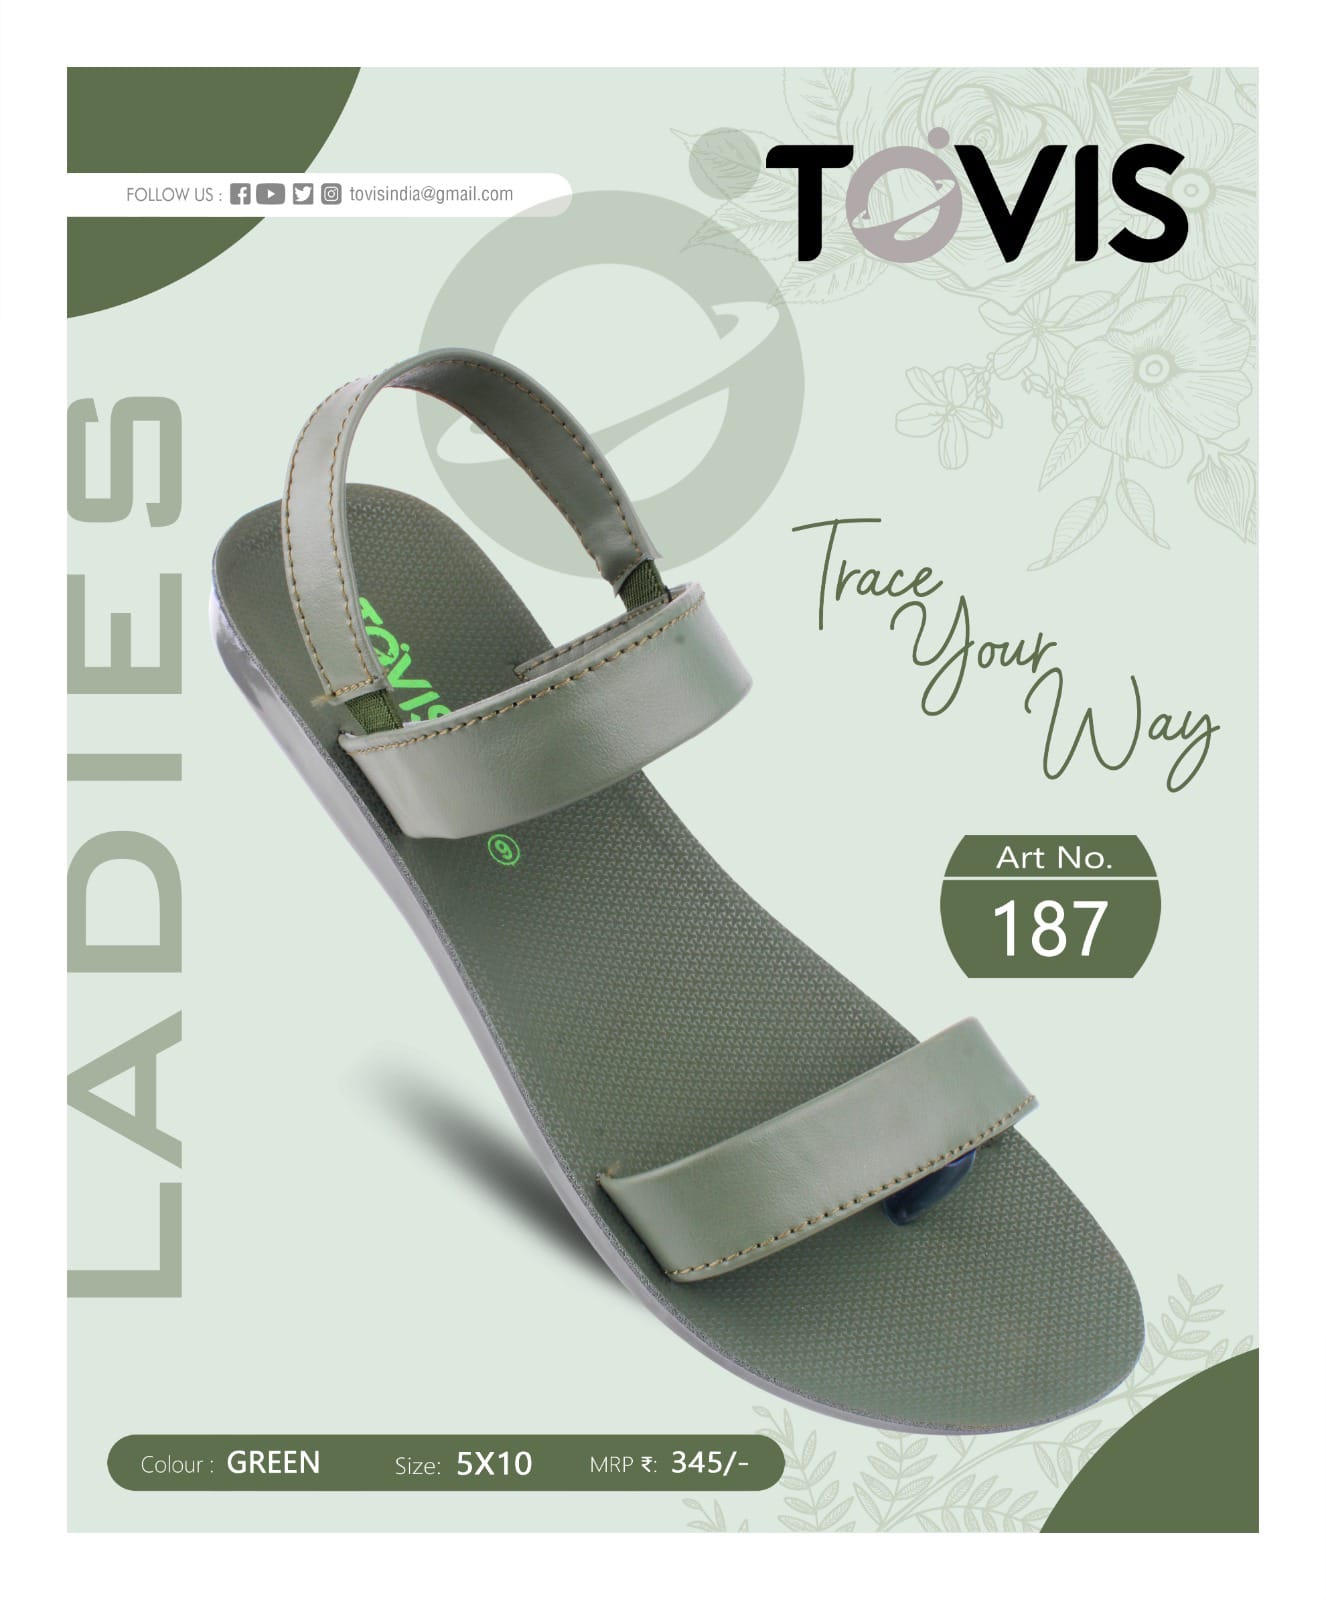 FOLLOW US : tovisindia@gmail.com
TOVIS
LADIES
Trace
Your
Way
TOVIS
6
Art No.
187
Colour : GREEN Size: 5X10 MRP ₹: 345/-